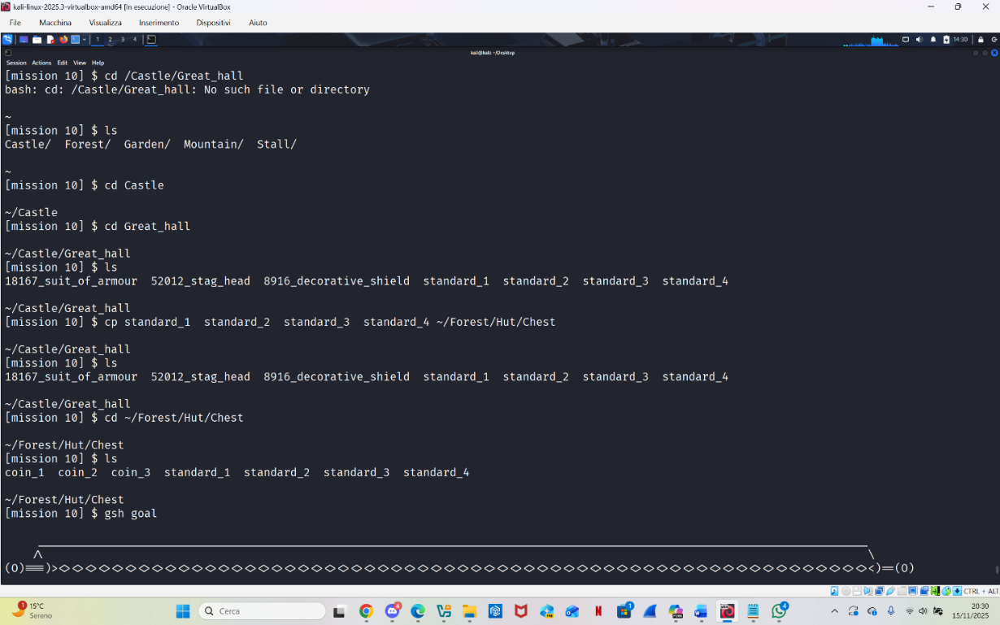 kali-linux-2025.3-virtualbox-amd64 [In esecuzione] - Oracle VirtualBox
File Macchina Visualizza Inserimento Dispositivi Aiuto
1 2 3 4 14:30
kali@kali: ~/Desktop
Session Actions Edit View Help
[mission 10] $ cd /Castle/Great_hall
bash: cd: /Castle/Great_hall: No such file or directory
~
[mission 10] $ ls
Castle/ Forest/ Garden/ Mountain/ Stall/
~
[mission 10] $ cd Castle
~/Castle
[mission 10] $ cd Great_hall
~/Castle/Great_hall
[mission 10] $ ls
18167_suit_of_armour 52012_stag_head 8916_decorative_shield standard_1 standard_2 standard_3 standard_4
~/Castle/Great_hall
[mission 10] $ cp standard_1 standard_2 standard_3 standard_4 ~/Forest/Hut/Chest
~/Castle/Great_hall
[mission 10] $ ls
18167_suit_of_armour 52012_stag_head 8916_decorative_shield standard_1 standard_2 standard_3 standard_4
~/Castle/Great_hall
[mission 10] $ cd ~/Forest/Hut/Chest
~/Forest/Hut/Chest
[mission 10] $ ls
coin_1 coin_2 coin_3 standard_1 standard_2 standard_3 standard_4
~/Forest/Hut/Chest
[mission 10] $ gsh goal
CTRL + ALT
15°C
Sereno
Cerca
20:30
15/11/2025